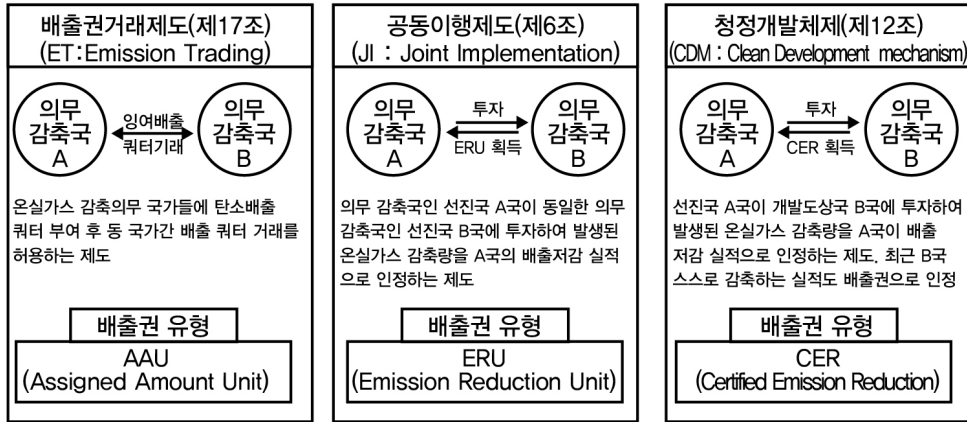 배출권거래제도(제17조)
(ET:Emission Trading)
의무
감축국
A
잉여배출
쿼터기래
의무
감축국
B
온실가스 감축의무 국가들에 탄소배출
쿼터 부여 후 동 국가간 배출 쿼터 거래를
허용하는 제도
배출권 유형
AAU
(Assigned Amount Unit)
공동이행제도(제6조)
(JI : Joint Implementation)
의무
감축국
A
투자
ERU 획득
의무
감축국
B
의무 감축국인 선진국 A국이 동일한 의무
감축국인 선진국 B국에 투자하여 발생된
온실가스 감축량을 A국의 배출저감 실적
으로 인정하는 제도
배출권 유형
ERU
(Emission Reduction Unit)
청정개발체제(제12조)
(CDM : Clean Development mechanism)
의무
감축국
A
투자
CER 획득
의무
감축국
B
선진국 A국이 개발도상국 B국에 투자하여
발생된 온실가스 감축량을 A국이 배출
저감 실적으로 인정하는 제도. 최근 B국
스스로 감축하는 실적도 배출권으로 인정
배출권 유형
CER
(Certified Emission Reduction)